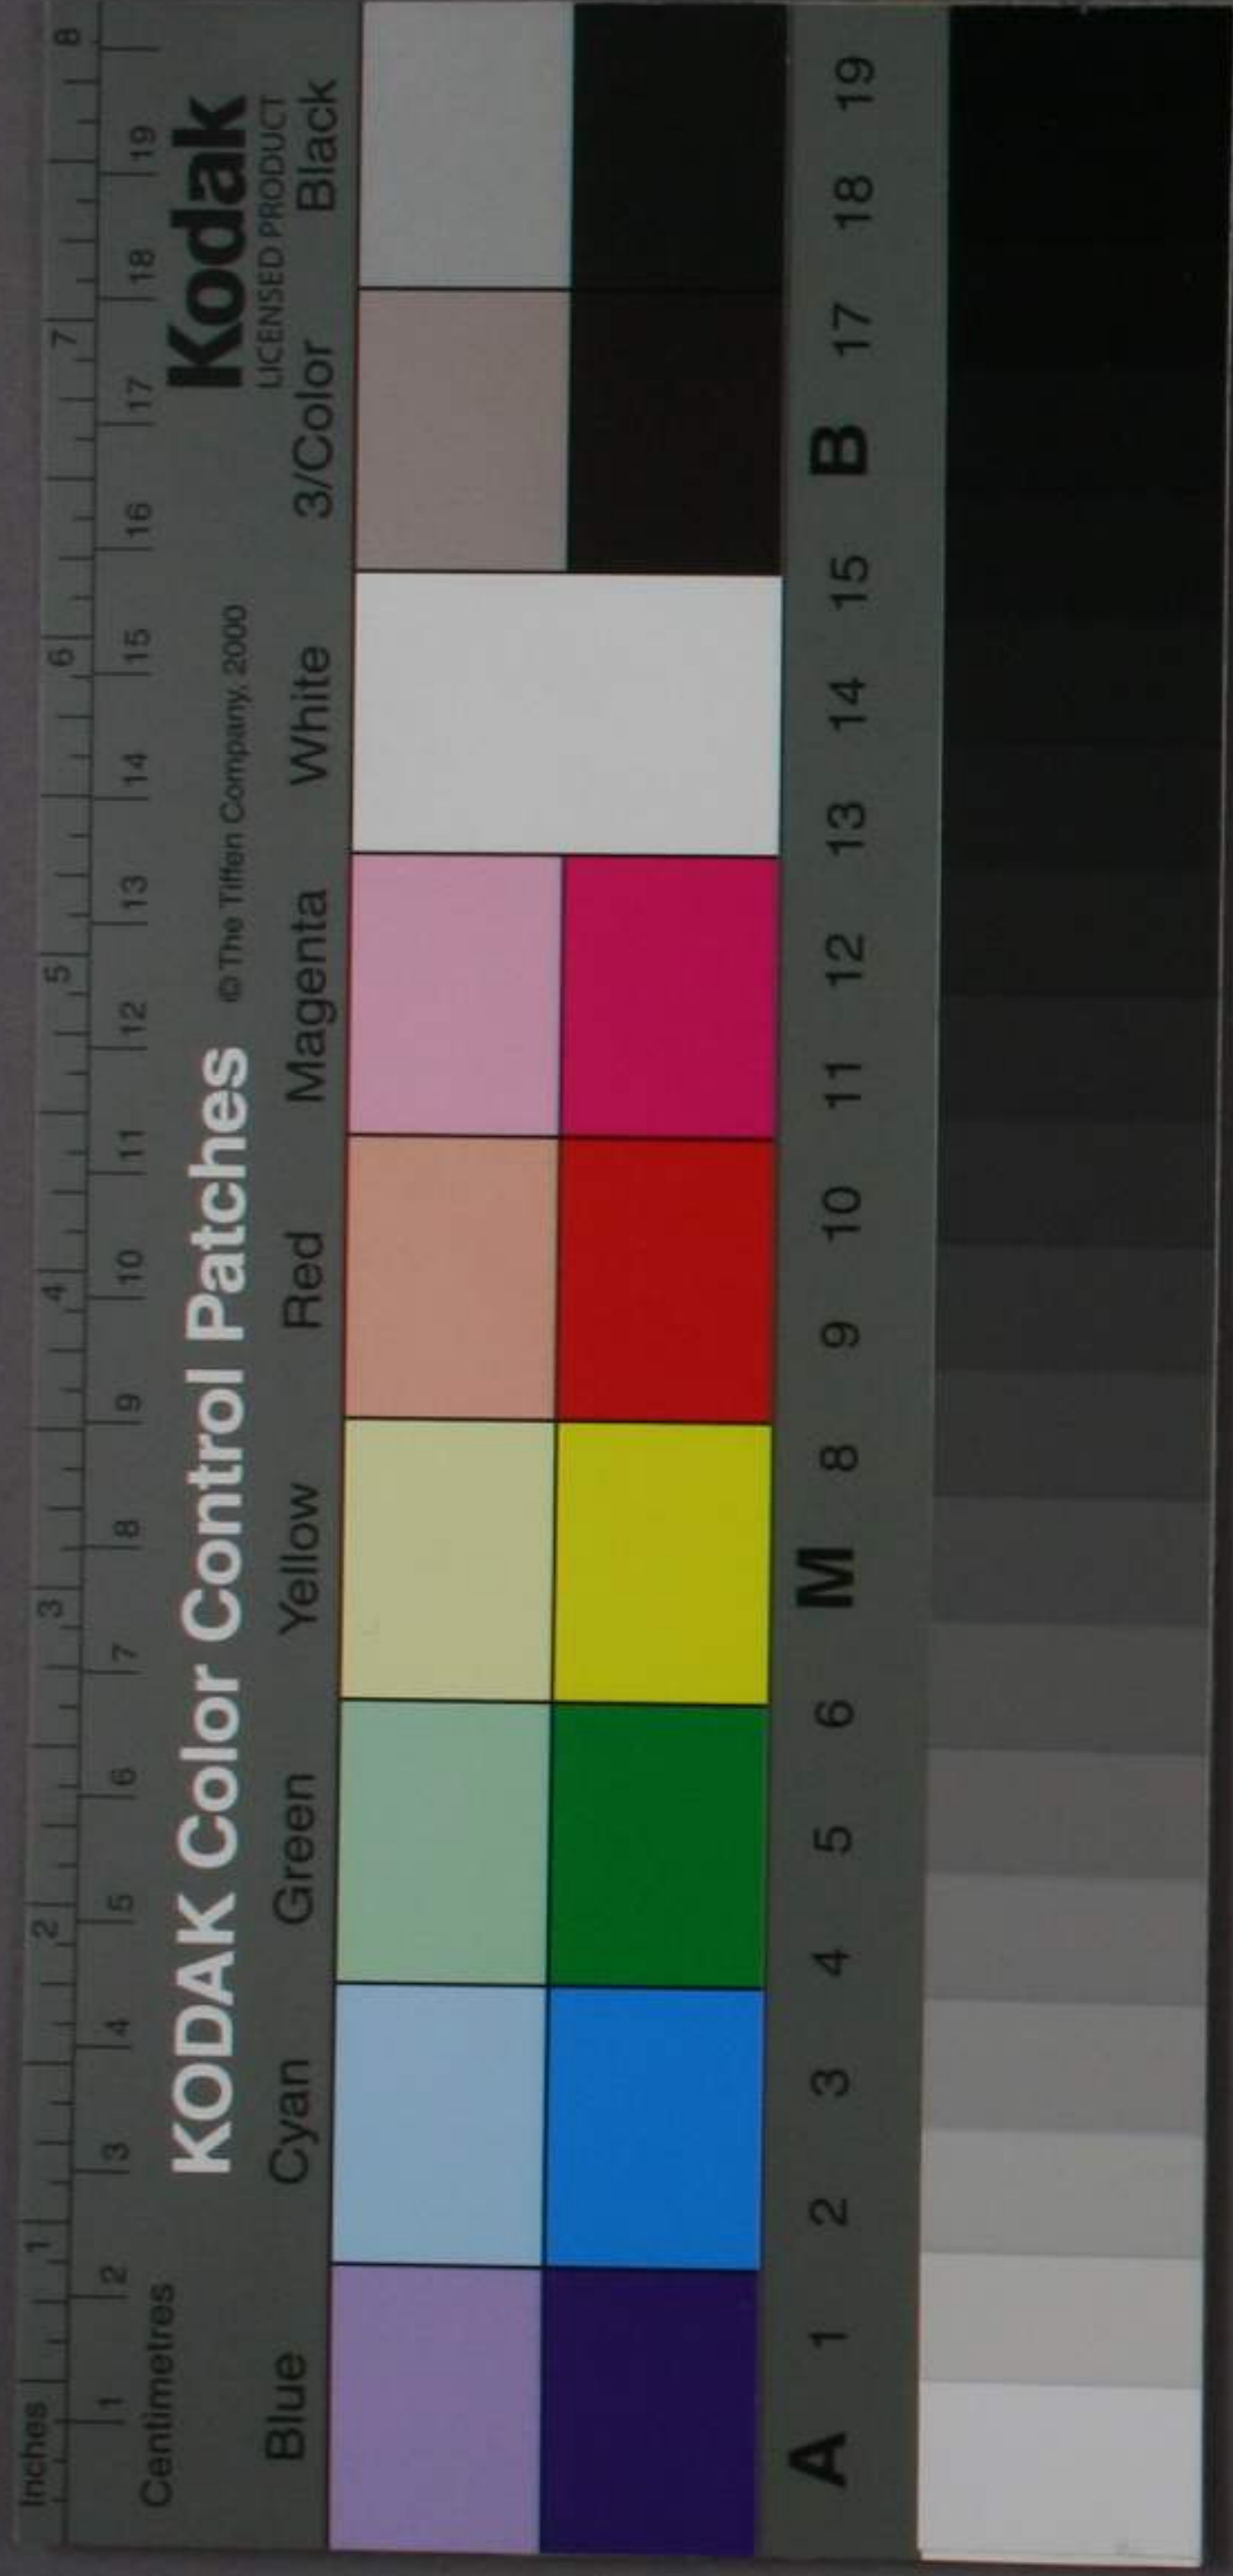 Inches 1 2 3 4 5 6 7 8
Centimetres 1 2 3 4 5 6 7 8 9 10 11 12 13 14 15 16 17 18 19
KODAK Color Control Patches © The Tiffen Company, 2000 Kodak
LICENSED PRODUCT
Blue Cyan Green Yellow Red Magenta White 3/Color Black
A 1 2 3 4 5 6 M 8 9 10 11 12 13 14 15 B 17 18 19